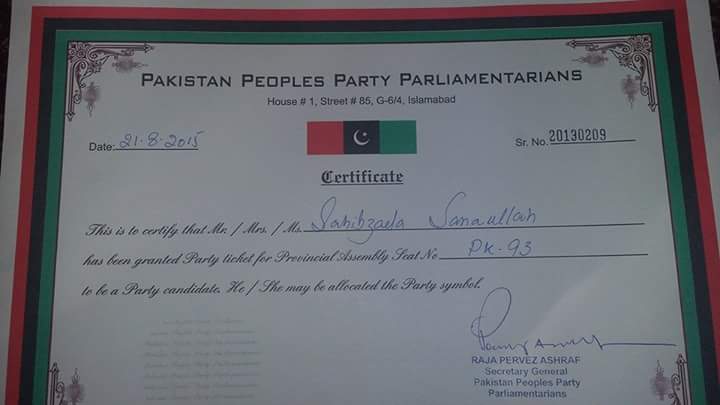 PAKISTAN PEOPLES PARTY PARLIAMENTARIANS
House # 1, Street # 85, G-6/4, Islamabad
Date: 21-8-2015 Sr. No. 20130209
Certificate
This is to certify that Mr. / Mrs. / Ms. Sahibzada Sanaullah
has been granted Party ticket for Provincial Assembly Seat No PK-93
to be a Party candidate. He / She may be allocated the Party symbol.
RAJA PERVEZ ASHRAF
Secretary General
Pakistan Peoples Party
Parliamentarians